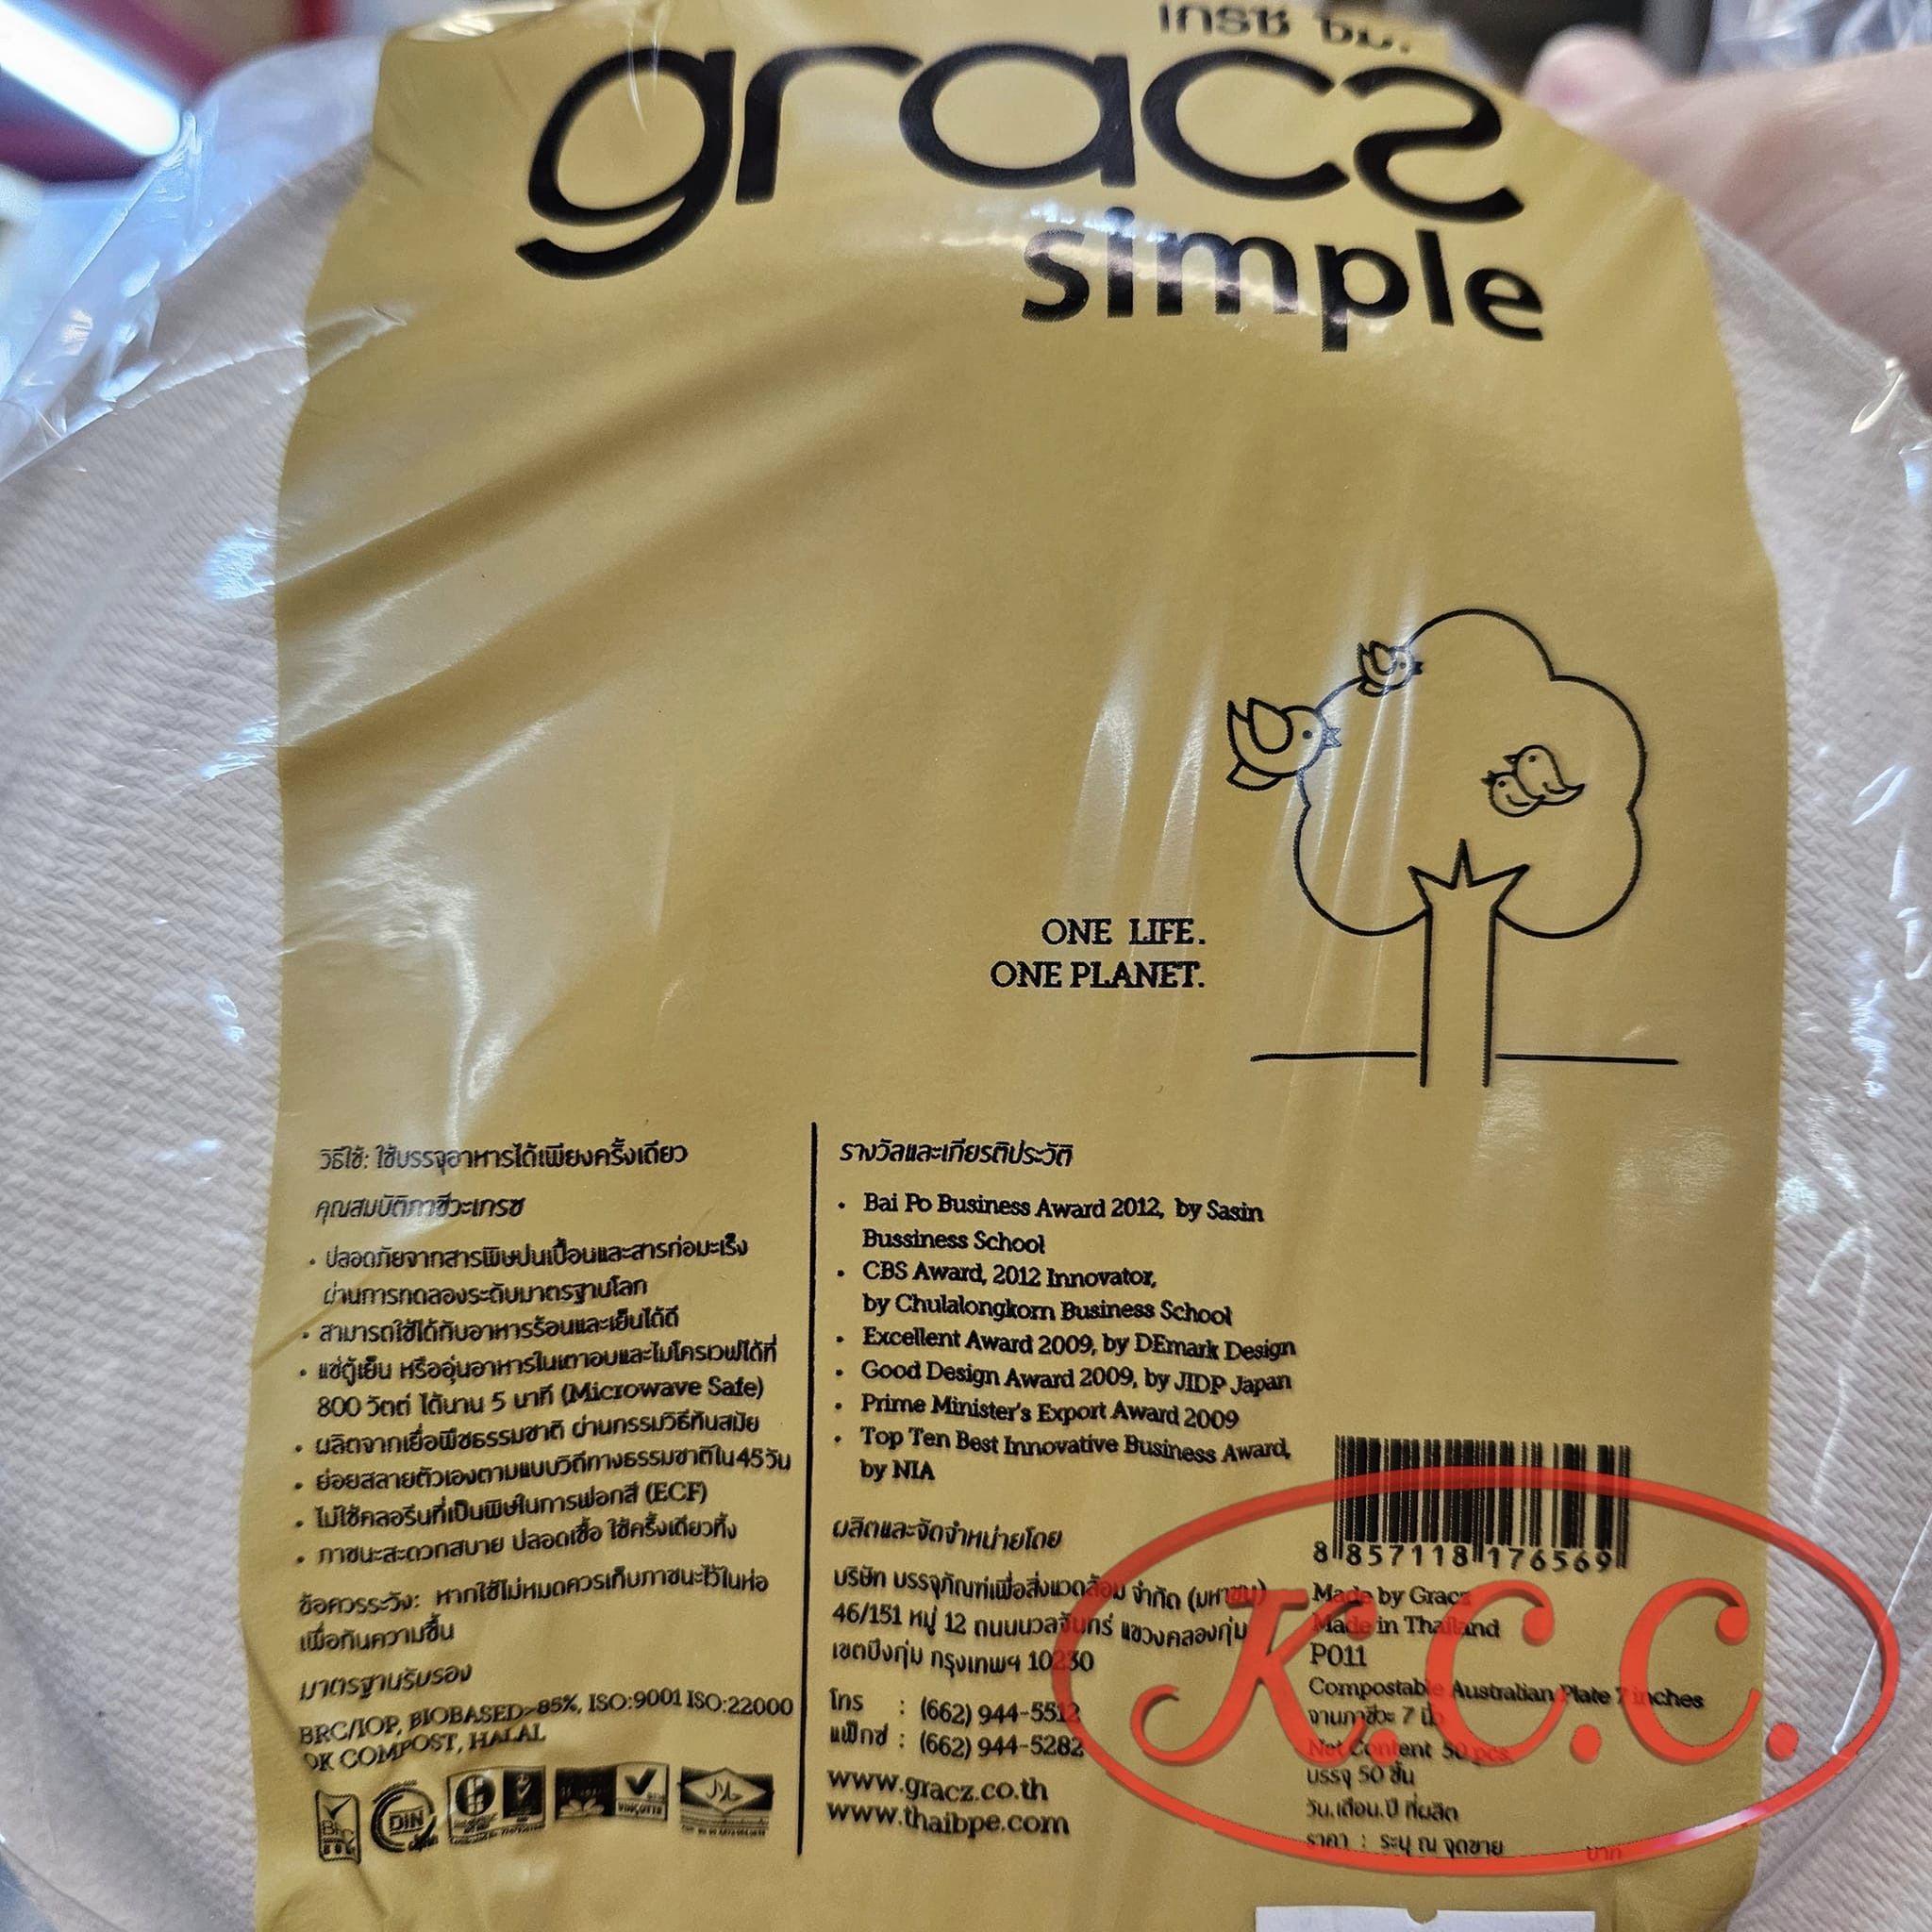 เกรซ ซิม
gracz
simple
ONE LIFE.
ONE PLANET.
วิธีใช้: ใช้บรรจุอาหารได้เพียงครั้งเดียว
คุณสมบัติภาชีวะเกรซ
• ปลอดภัยจากสารพิษปนเปื้อนและสารก่อมะเร็ง
ผ่านการทดลองระดับมาตรฐานโลก
• สามารถใช้ได้กับอาหารร้อนและเย็นได้ดี
• แช่ตู้เย็น หรืออุ่นอาหารในเตาอบและไมโครเวฟได้ที่
800 วัตต์ ได้นาน 5 นาที (Microwave Safe)
• ผลิตจากเยื่อพืชธรรมชาติ ผ่านกรรมวิธีทันสมัย
• ย่อยสลายตัวเองตามแบบวิถีทางธรรมชาติใน 45 วัน
• ไม่ใช้คลอรีนที่เป็นพิษในการฟอกสี (ECF)
• ภาชนะสะดวกสบาย ปลอดเชื้อ ใช้ครั้งเดียวทิ้ง
ข้อควรระวัง: หากใช้ไม่หมดควรเก็บภาชนะไว้ในห่อ
เพื่อกันความชื้น
มาตรฐานรับรอง
BRC/IOP, BIOBASED>85%, ISO:9001 ISO:22000
OK COMPOST, HALAL
DIN
VINÇOTTE
รางวัลและเกียรติประวัติ
• Bai Po Business Award 2012, by Sasin
Bussiness School
• CBS Award, 2012 Innovator,
by Chulalongkorn Business School
• Excellent Award 2009, by DEmark Design
• Good Design Award 2009, by JIDP Japan
• Prime Minister's Export Award 2009
• Top Ten Best Innovative Business Award,
by NIA
ผลิตและจัดจำหน่ายโดย
บริษัท บรรจุภัณฑ์เพื่อสิ่งแวดล้อม จำกัด (มหาชน)
46/151 หมู่ 12 ถนนนวลจันทร์ แขวงคลองกุ่ม
เขตบึงกุ่ม กรุงเทพฯ 10230
โทร : (662) 944-5512
แฟ็กซ์ : (662) 944-5282
www.gracz.co.th
www.thaibpe.com
8 857118 176569
Made by Gracz
Made in Thailand
P011
Compostable Australian Plate 7 inches
จานภาชีวะ 7 นิ้ว
Net Content 50 pcs.
บรรจุ 50 ชิ้น
วัน.เดือน.ปี ที่ผลิต
ราคา : ระบุ ณ จุดขาย บาท
K.C.C.